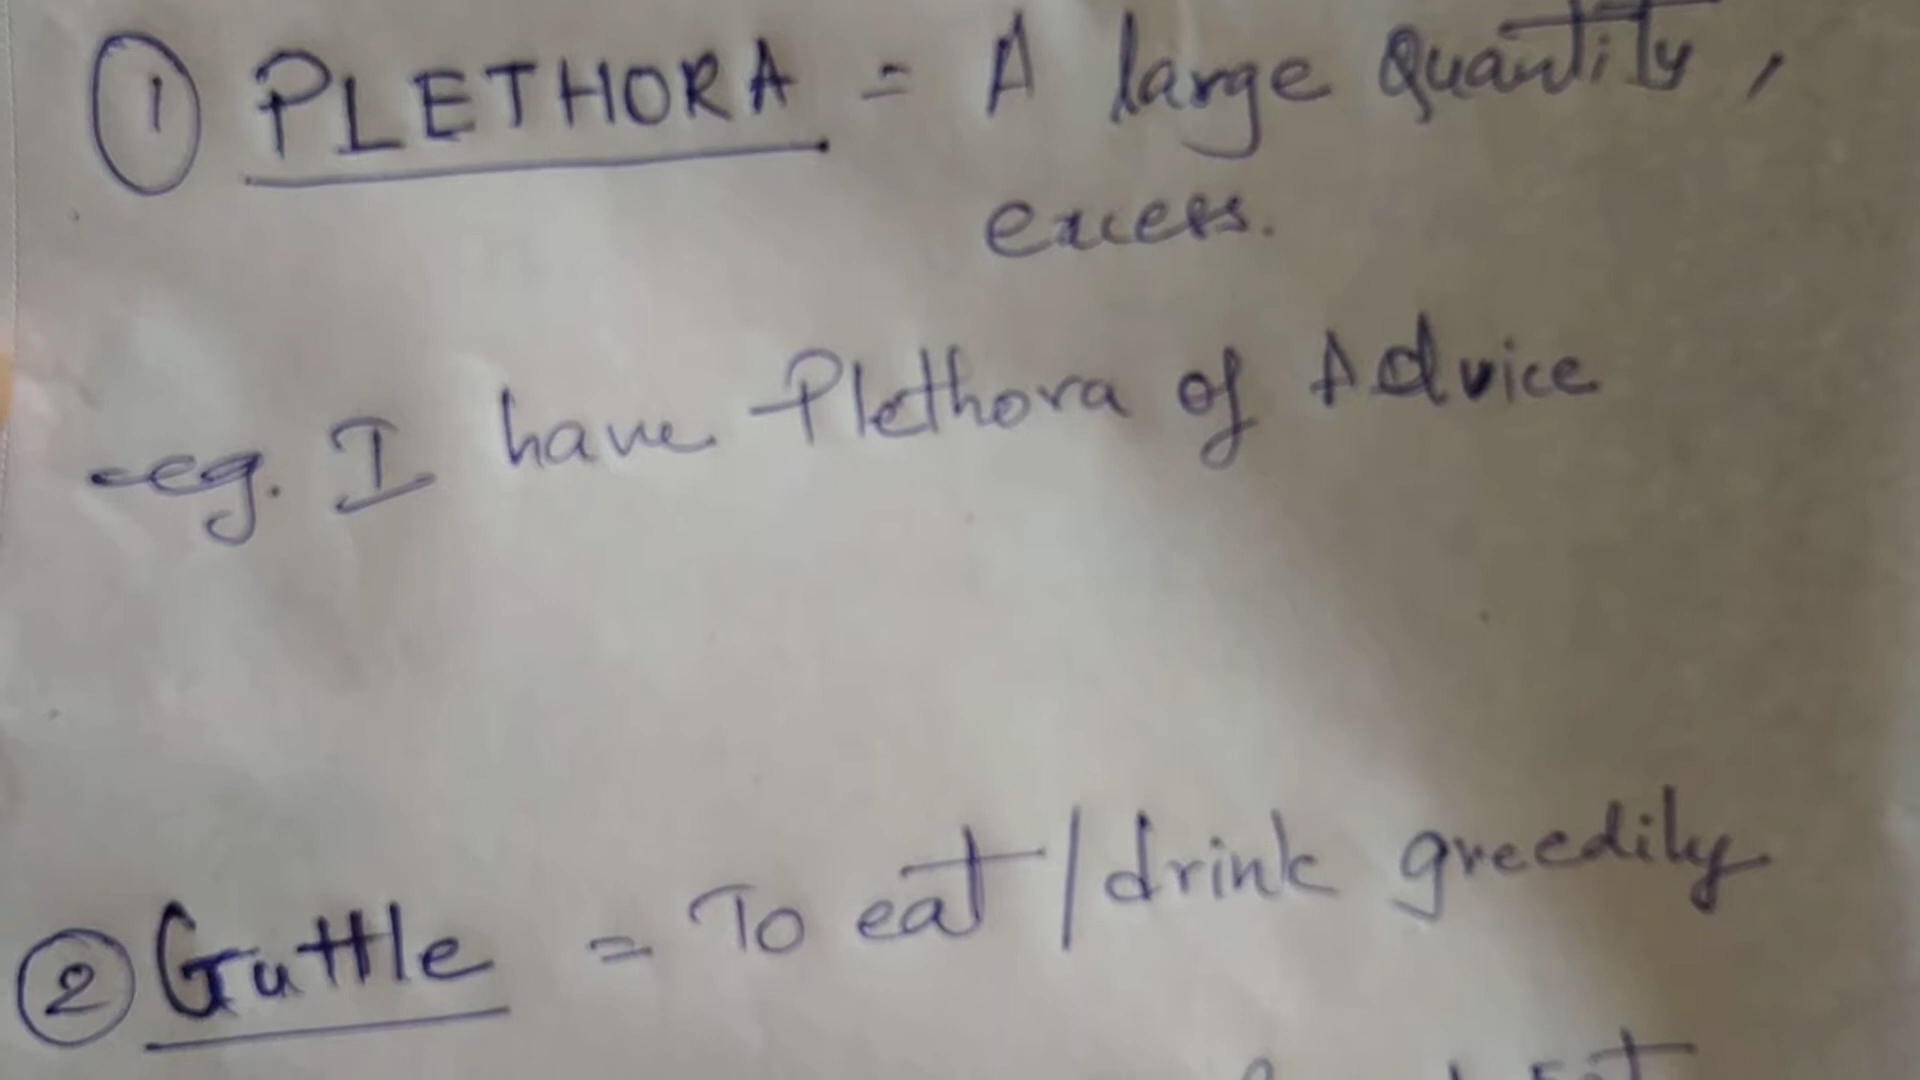 ① PLETHORA = A large Quantity,
excess.
eg. I have Plethora of Advice
② Guttle = To eat/drink greedily